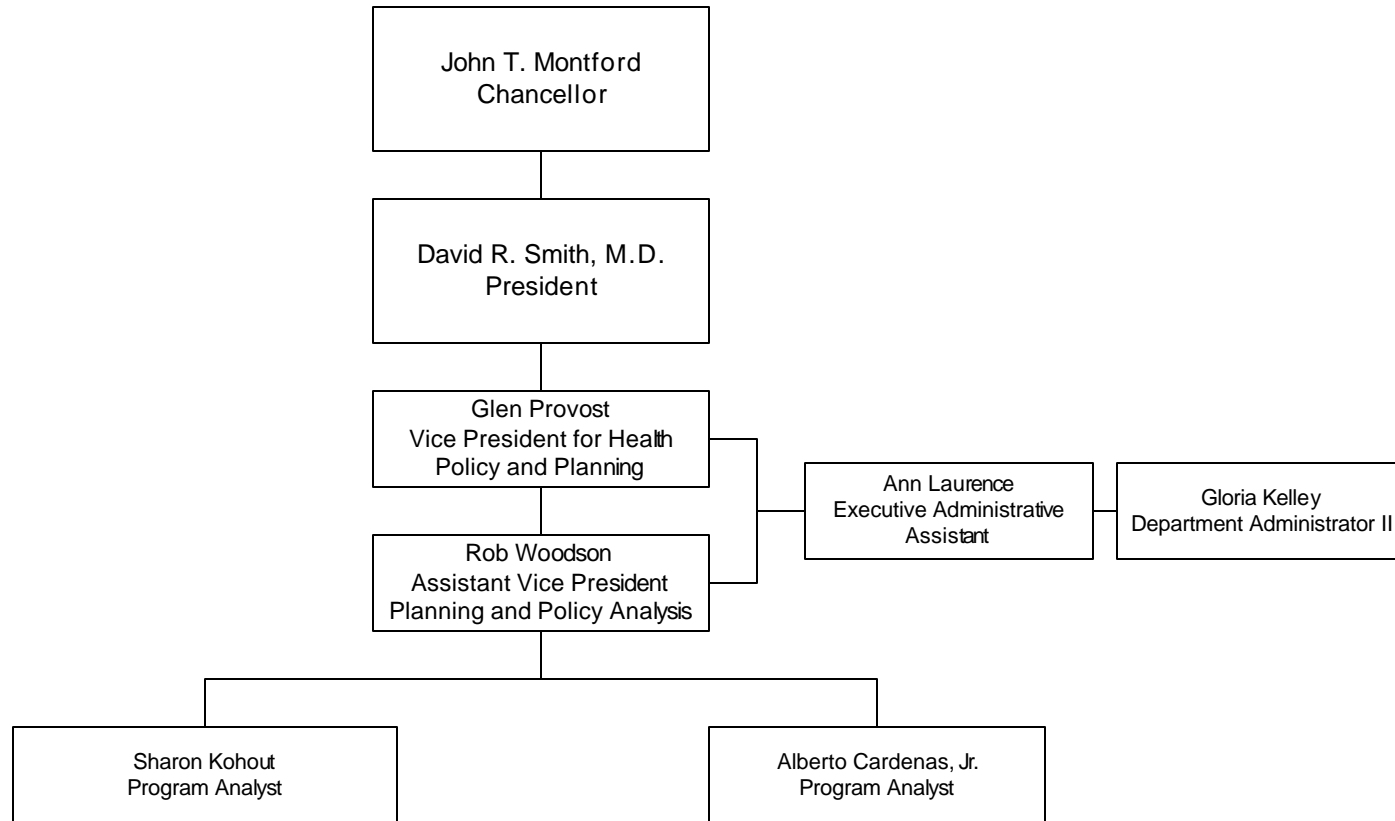 John T. Montford
Chancellor
David R. Smith, M.D.
President
Glen Provost
Vice President for Health
Policy and Planning
Ann Laurence
Executive Administrative
Assistant
Gloria Kelley
Department Administrator II
Rob Woodson
Assistant Vice President
Planning and Policy Analysis
Sharon Kohout
Program Analyst
Alberto Cardenas, Jr.
Program Analyst